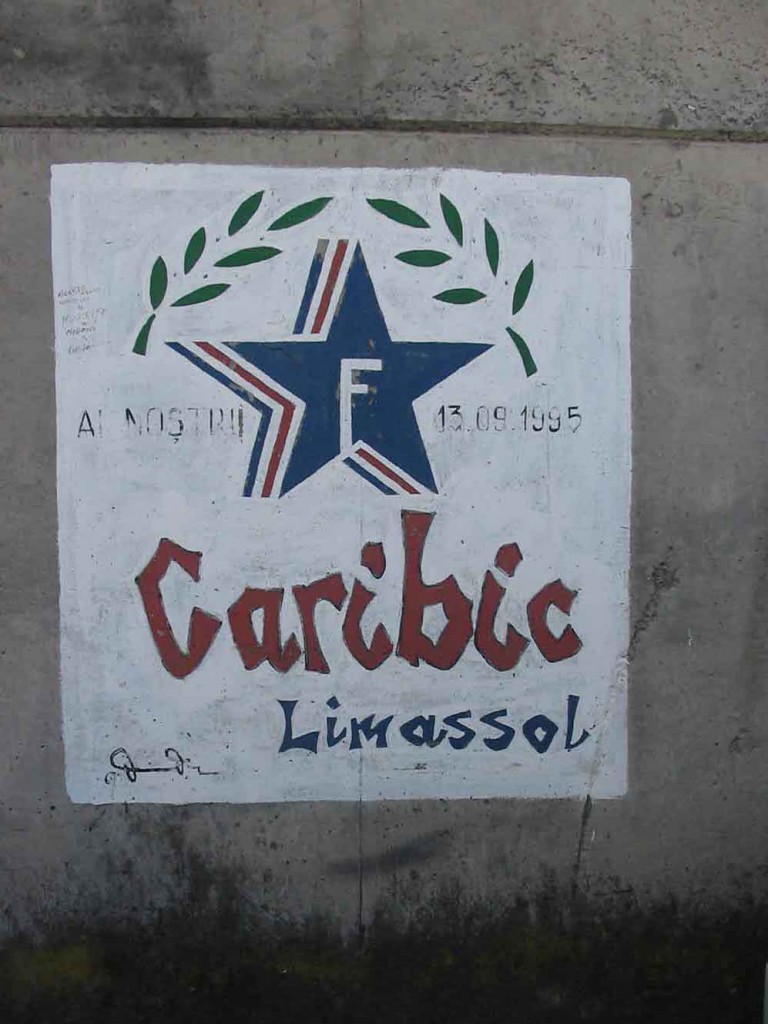 F
AI NOȘTRII 13.09.1995
Caribic
Limassol